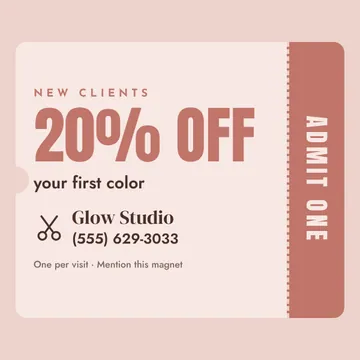 NEW CLIENTS
20% OFF
your first color
Glow Studio
(555) 629-3033
One per visit · Mention this magnet
ADMIT ONE